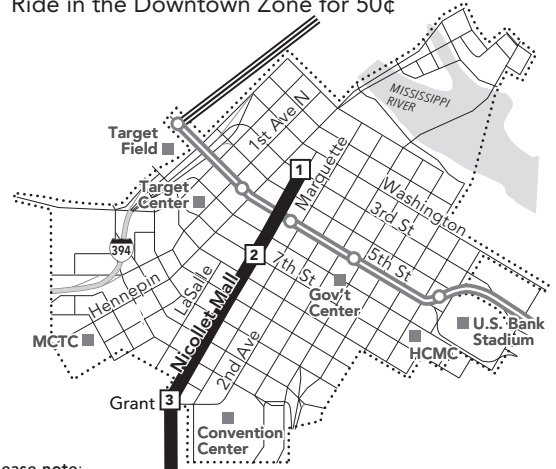 Ride in the Downtown Zone for 50¢
MISSISSIPPI
RIVER
1st Ave N
Target
Field
1
Marquette
Target
Center
Washington
3rd St
394
2
5th St
7th St
Hennepin
LaSalle
Gov't
Center
Nicollet Mall
U.S. Bank
Stadium
MCTC
HCMC
2nd Ave
Grant
3
Convention
Center
ease note: